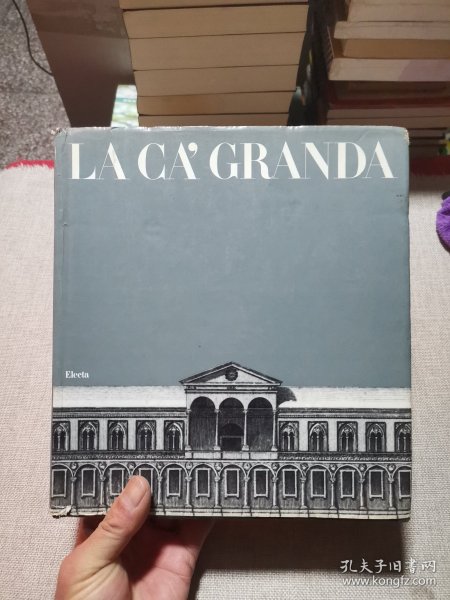 LA CA' GRANDA
Electa
孔夫子旧书网
www.kongfz.com